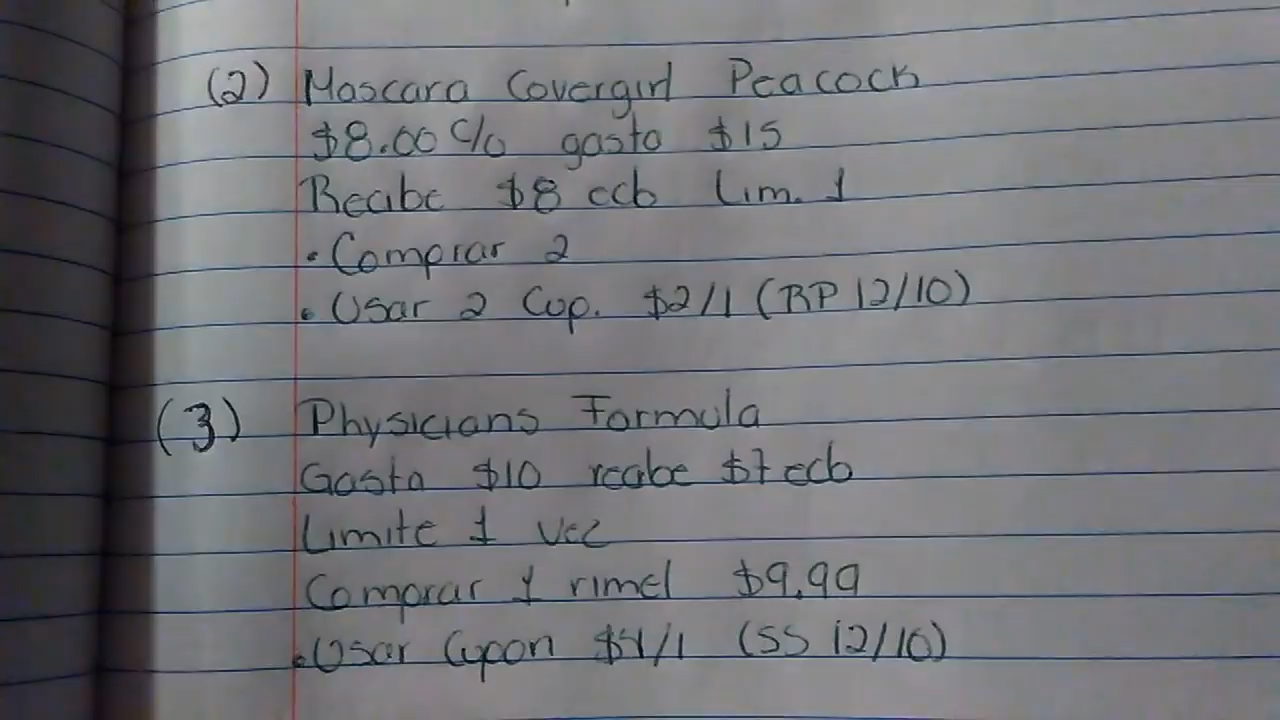 (2) Mascara Covergirl Peacock
$8.00 c/o gasto $15
Recibe $8 ecb Lim. 1
• Comprar 2
• Usar 2 Cup. $2/1 (RP 12/10)
(3) Physicians Formula
Gasta $10 recibe $7 ecb
Limite 1 vez
Comprar 1 rimel $9.99
• Usar Cupon $4/1 (SS 12/10)